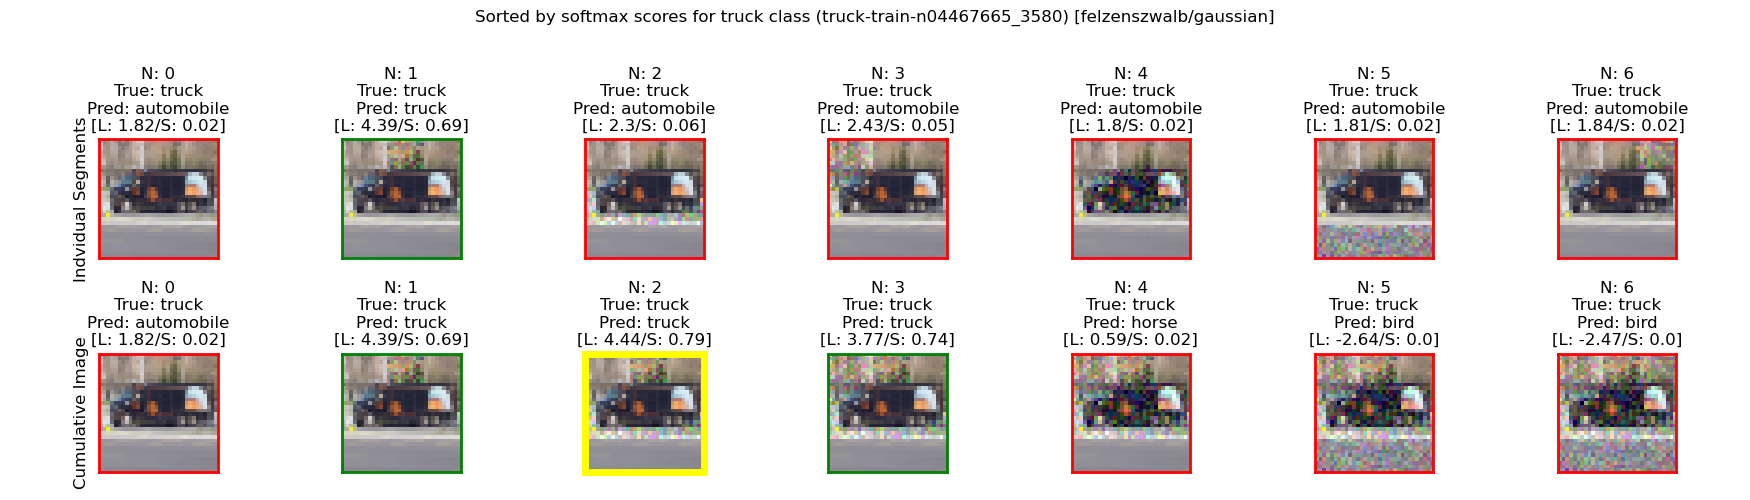 Sorted by softmax scores for truck class (truck-train-n04467665_3580) [felzenszwalb/gaussian]
Indvidual Segments
N: 0
True: truck
Pred: automobile
[L: 1.82/S: 0.02]
N: 1
True: truck
Pred: truck
[L: 4.39/S: 0.69]
N: 2
True: truck
Pred: automobile
[L: 2.3/S: 0.06]
N: 3
True: truck
Pred: automobile
[L: 2.43/S: 0.05]
N: 4
True: truck
Pred: automobile
[L: 1.8/S: 0.02]
N: 5
True: truck
Pred: automobile
[L: 1.81/S: 0.02]
N: 6
True: truck
Pred: automobile
[L: 1.84/S: 0.02]
Cumulative Image
N: 0
True: truck
Pred: automobile
[L: 1.82/S: 0.02]
N: 1
True: truck
Pred: truck
[L: 4.39/S: 0.69]
N: 2
True: truck
Pred: truck
[L: 4.44/S: 0.79]
N: 3
True: truck
Pred: truck
[L: 3.77/S: 0.74]
N: 4
True: truck
Pred: horse
[L: 0.59/S: 0.02]
N: 5
True: truck
Pred: bird
[L: -2.64/S: 0.0]
N: 6
True: truck
Pred: bird
[L: -2.47/S: 0.0]